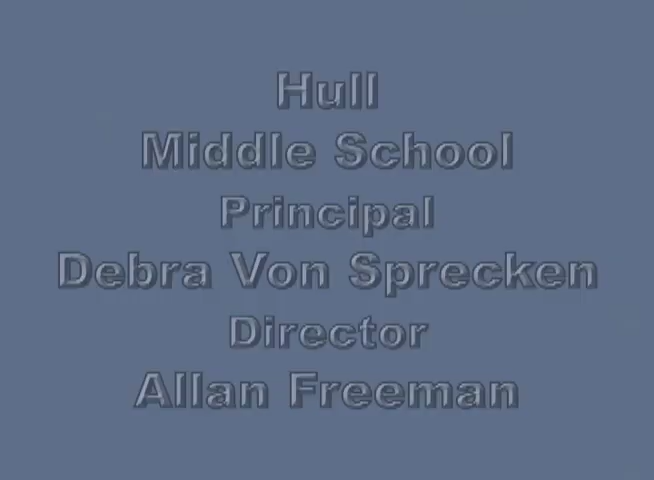 Hull
Middle School
Principal
Debra Von Sprecken
Director
Allan Freeman